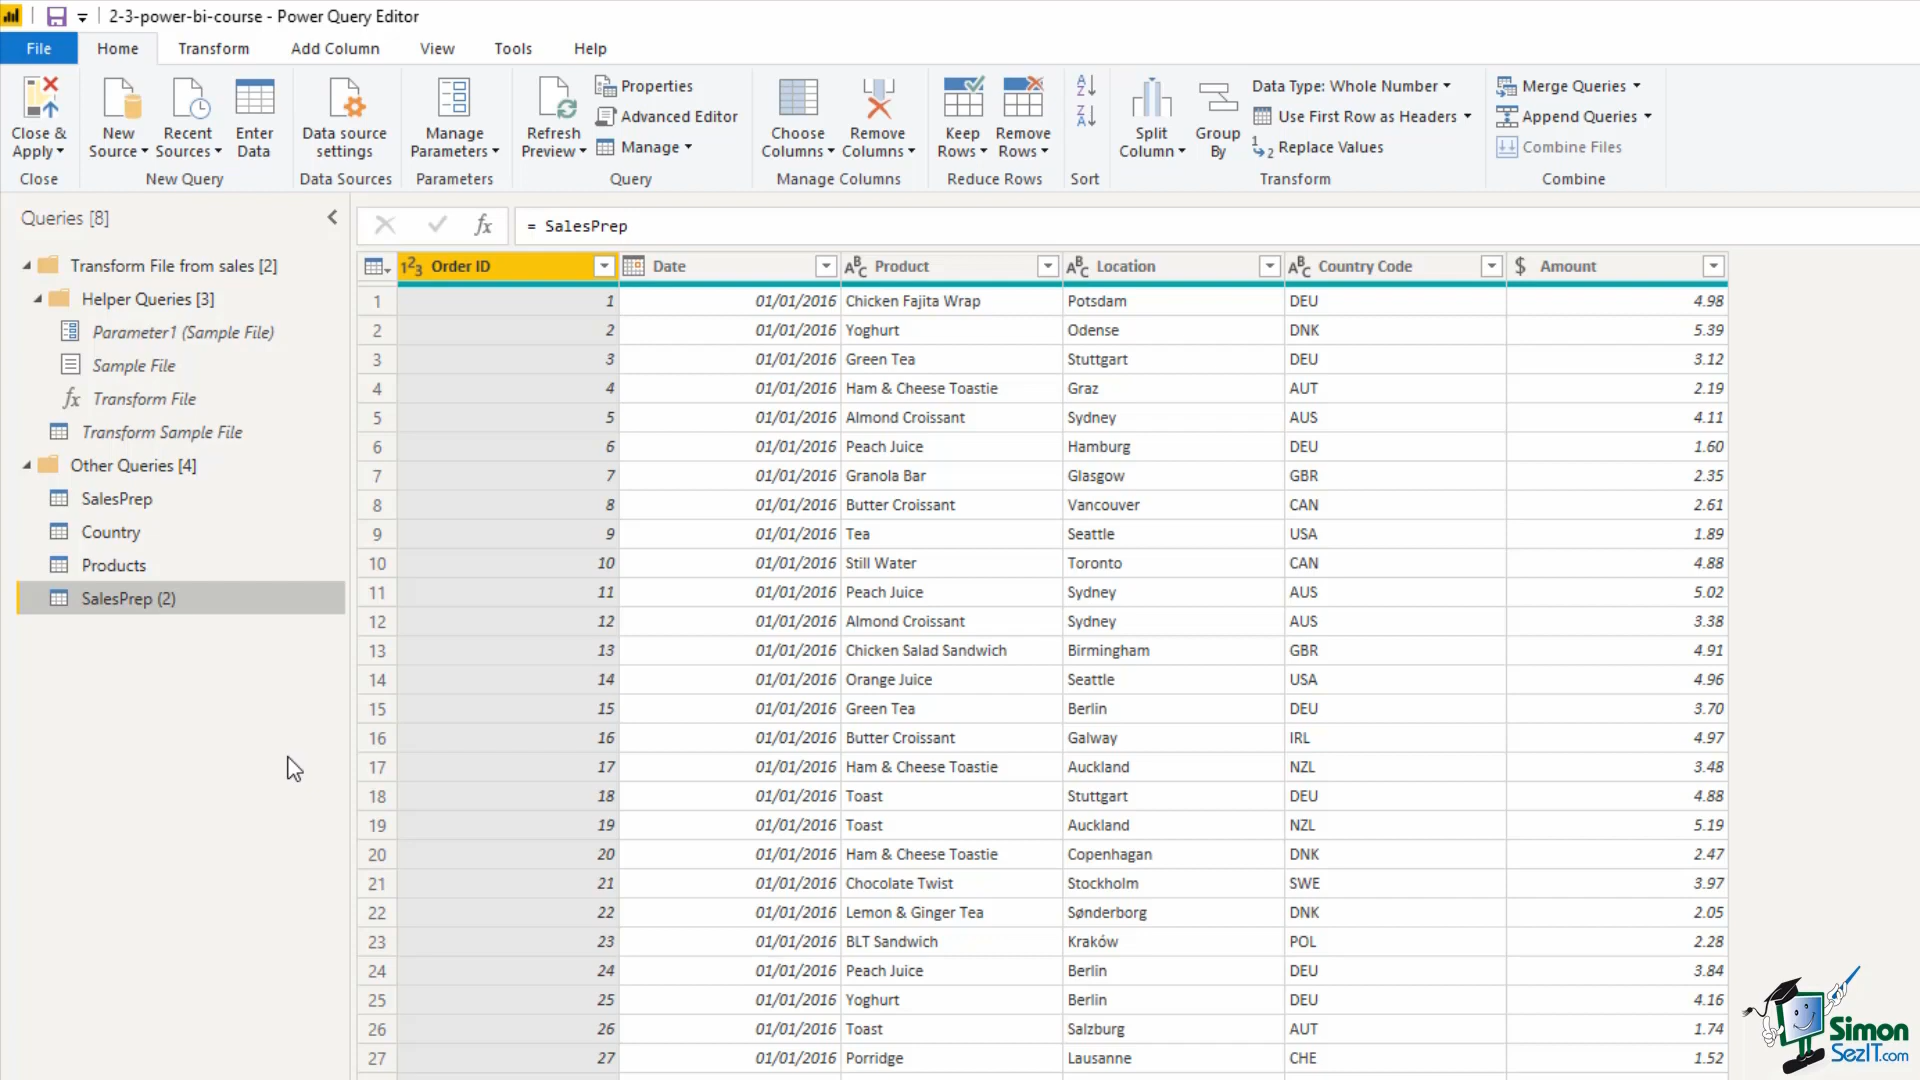 2-3-power-bi-course - Power Query Editor
File Home Transform Add Column View Tools Help
Close & Apply
New Source
Recent Sources
Enter Data
Data source settings
Manage Parameters
Refresh Preview
Properties
Advanced Editor
Manage
Choose Columns
Remove Columns
Keep Rows
Remove Rows
Split Column
Group By
Data Type: Whole Number
Use First Row as Headers
Replace Values
Merge Queries
Append Queries
Combine Files
Close New Query Data Sources Parameters Query Manage Columns Reduce Rows Sort Transform Combine
Queries [8]
Transform File from sales [2]
Helper Queries [3]
Parameter1 (Sample File)
Sample File
Transform File
Transform Sample File
Other Queries [4]
SalesPrep
Country
Products
SalesPrep (2)
fx = SalesPrep
Order ID Date Product Location Country Code Amount
1 1 01/01/2016 Chicken Fajita Wrap Potsdam DEU 4.98
2 2 01/01/2016 Yoghurt Odense DNK 5.39
3 3 01/01/2016 Green Tea Stuttgart DEU 3.12
4 4 01/01/2016 Ham & Cheese Toastie Graz AUT 2.19
5 5 01/01/2016 Almond Croissant Sydney AUS 4.11
6 6 01/01/2016 Peach Juice Hamburg DEU 1.60
7 7 01/01/2016 Granola Bar Glasgow GBR 2.35
8 8 01/01/2016 Butter Croissant Vancouver CAN 2.61
9 9 01/01/2016 Tea Seattle USA 1.89
10 10 01/01/2016 Still Water Toronto CAN 4.88
11 11 01/01/2016 Peach Juice Sydney AUS 5.02
12 12 01/01/2016 Almond Croissant Sydney AUS 3.38
13 13 01/01/2016 Chicken Salad Sandwich Birmingham GBR 4.91
14 14 01/01/2016 Orange Juice Seattle USA 4.96
15 15 01/01/2016 Green Tea Berlin DEU 3.70
16 16 01/01/2016 Butter Croissant Galway IRL 4.97
17 17 01/01/2016 Ham & Cheese Toastie Auckland NZL 3.48
18 18 01/01/2016 Toast Stuttgart DEU 4.88
19 19 01/01/2016 Toast Auckland NZL 5.19
20 20 01/01/2016 Ham & Cheese Toastie Copenhagan DNK 2.47
21 21 01/01/2016 Chocolate Twist Stockholm SWE 3.97
22 22 01/01/2016 Lemon & Ginger Tea Sønderborg DNK 2.05
23 23 01/01/2016 BLT Sandwich Kraków POL 2.28
24 24 01/01/2016 Peach Juice Berlin DEU 3.84
25 25 01/01/2016 Yoghurt Berlin DEU 4.16
26 26 01/01/2016 Toast Salzburg AUT 1.74
27 27 01/01/2016 Porridge Lausanne CHE 1.52
Simon
SezIT.com